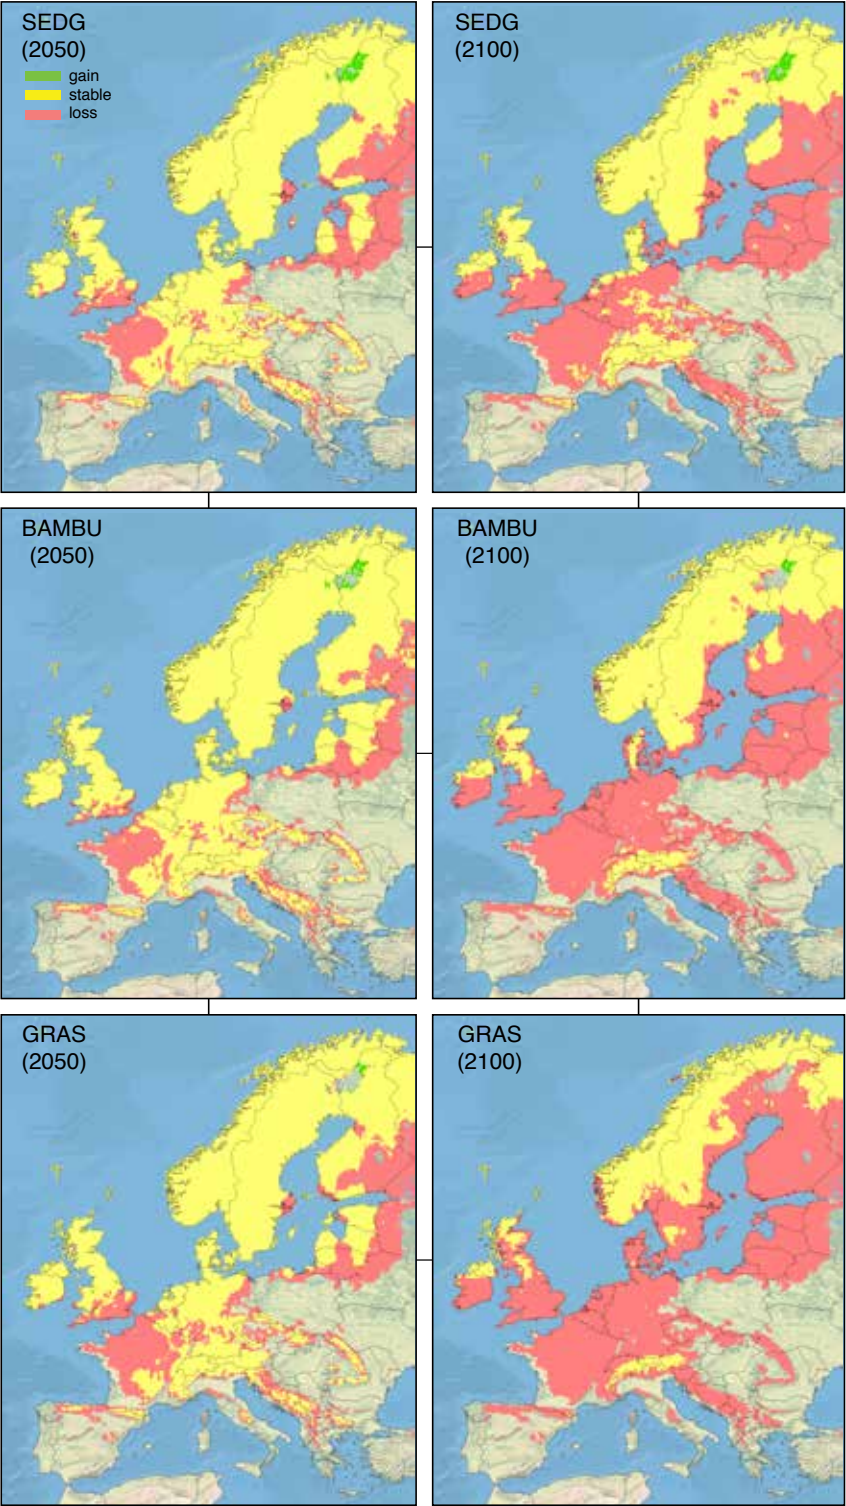 SEDG
(2050)
gain
stable
loss
SEDG
(2100)
BAMBU
(2050)
BAMBU
(2100)
GRAS
(2050)
GRAS
(2100)